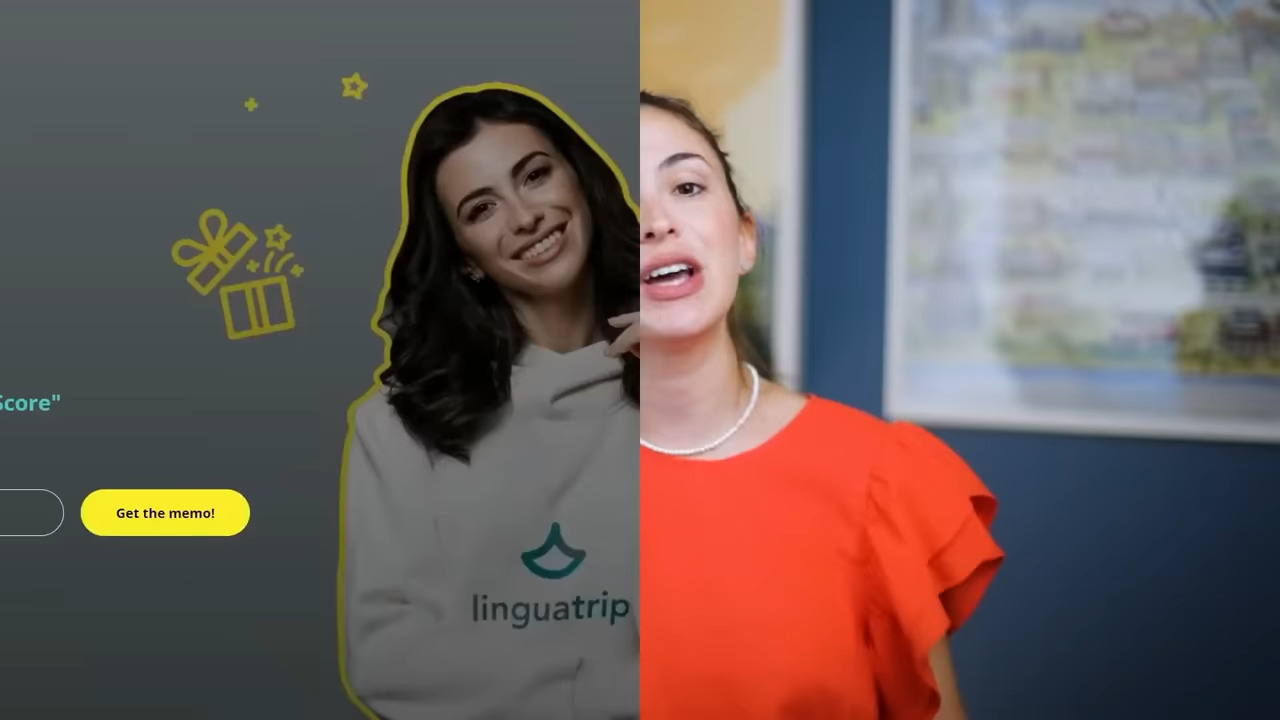 Score"
Get the memo!
linguatrip